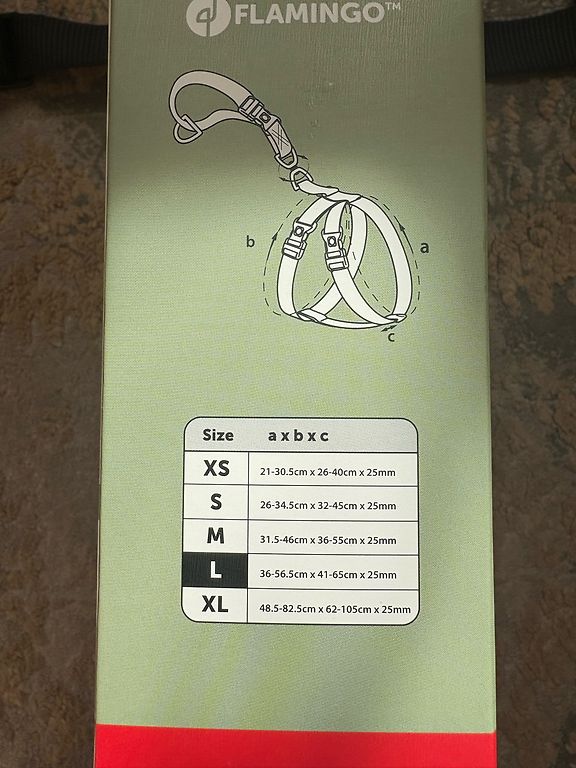 FLAMINGO™
b
a
c
Size a x b x c
XS 21-30.5cm x 26-40cm x 25mm
S 26-34.5cm x 32-45cm x 25mm
M 31.5-46cm x 36-55cm x 25mm
L 36-56.5cm x 41-65cm x 25mm
XL 48.5-82.5cm x 62-105cm x 25mm